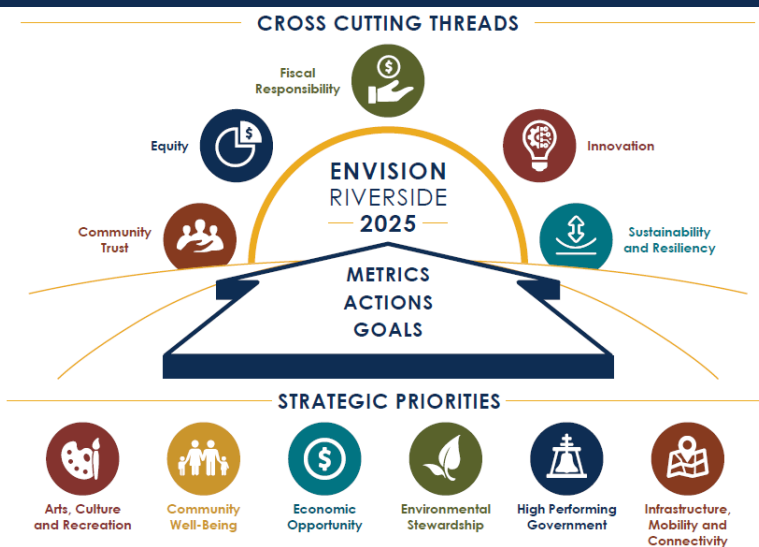 CROSS CUTTING THREADS
Fiscal
Responsibility
$
Equity
$
Innovation
ENVISION
RIVERSIDE
2025
Community
Trust
Sustainability
and Resiliency
METRICS
ACTIONS
GOALS
STRATEGIC PRIORITIES
$
Arts, Culture
and Recreation
Community
Well-Being
Economic
Opportunity
Environmental
Stewardship
High Performing
Government
Infrastructure,
Mobility and
Connectivity